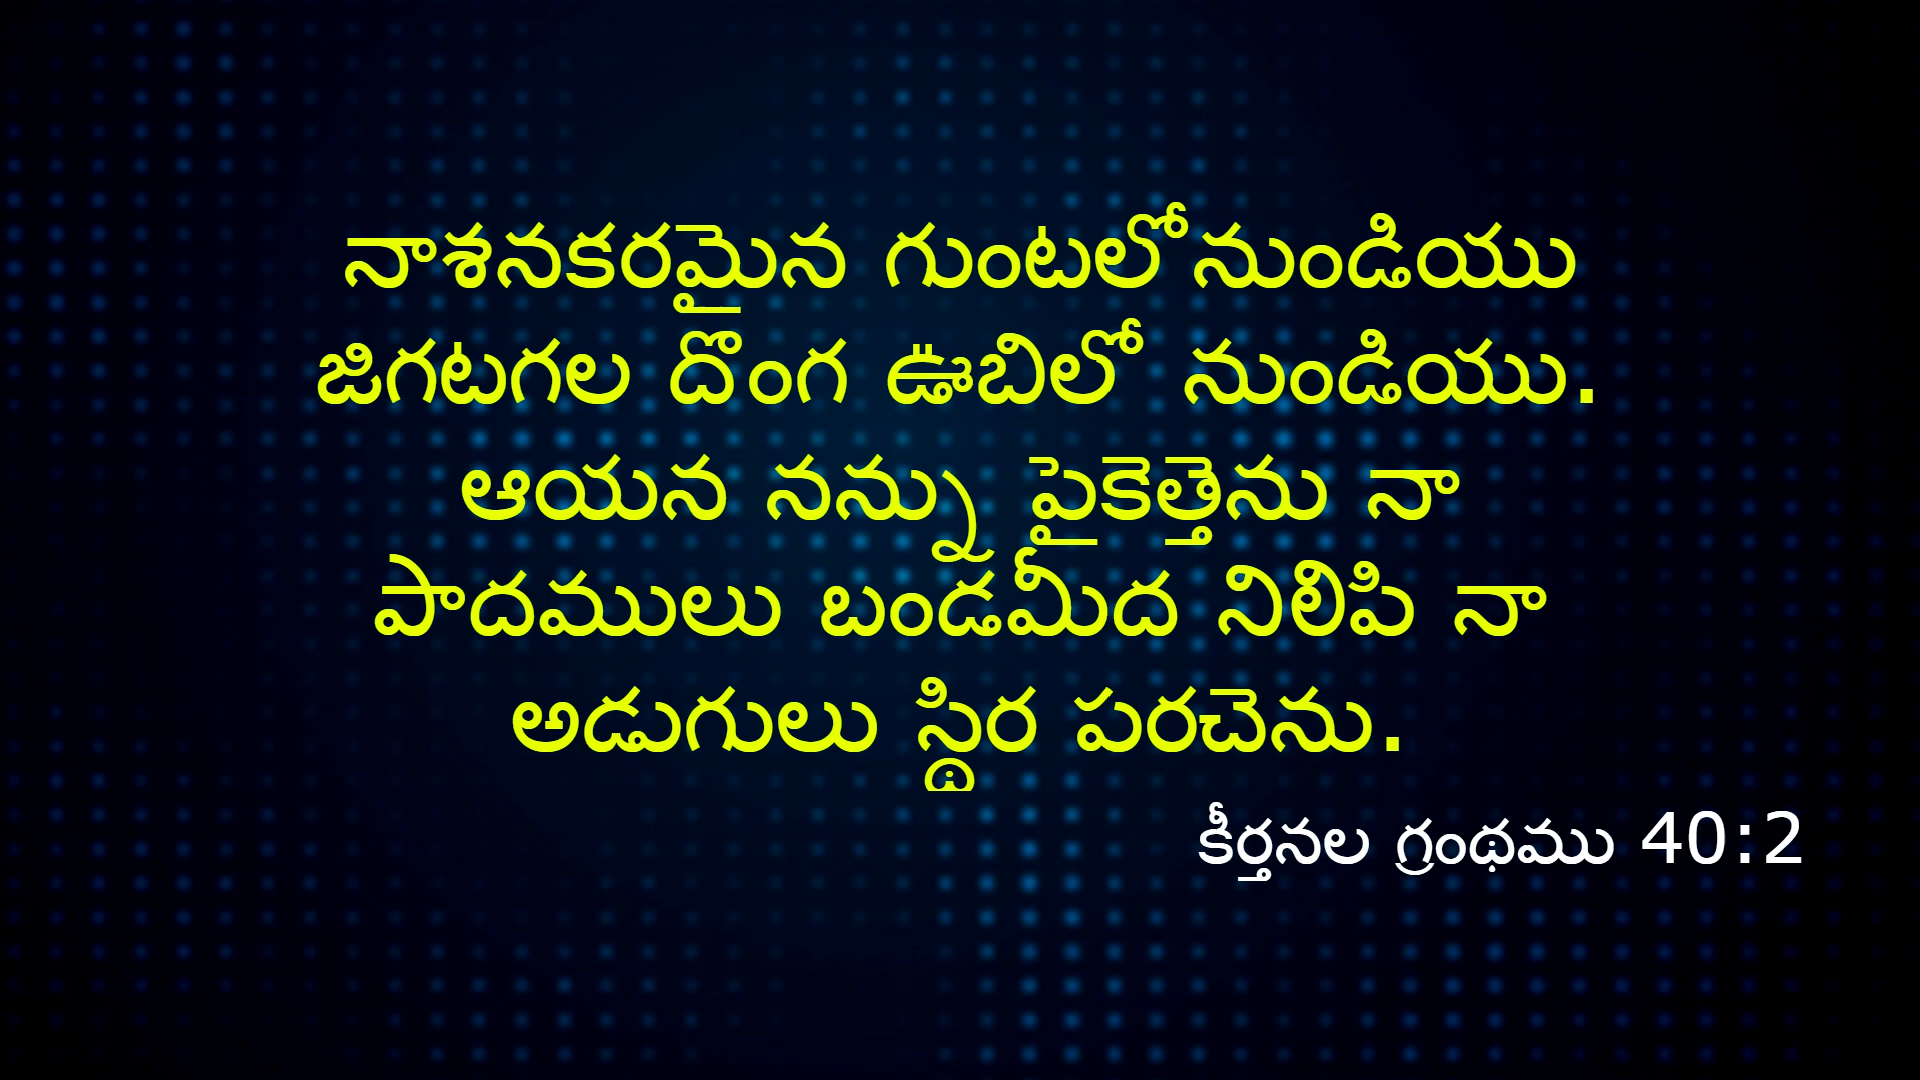 నాశనకరమైన గుంటలోనుండియు
జిగటగల దొంగ ఊబిలో నుండియు.
ఆయన నన్ను పైకెత్తెను నా
పాదములు బండమీద నిలిపి నా
అడుగులు స్థిర పరచెను.
కీర్తనల గ్రంథము 40:2